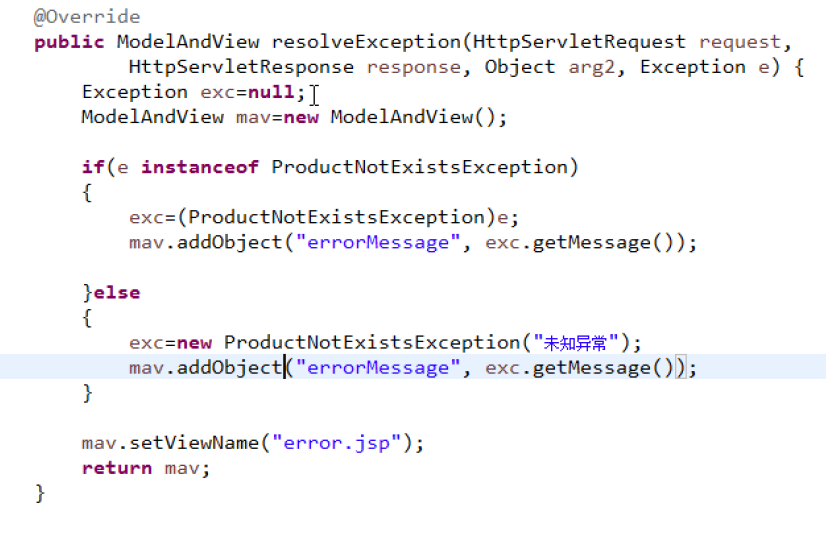 @Override
public ModelAndView resolveException(HttpServletRequest request,
HttpServletResponse response, Object arg2, Exception e) {
Exception exc=null;
ModelAndView mav=new ModelAndView();
if(e instanceof ProductNotExistsException)
{
exc=(ProductNotExistsException)e;
mav.addObject("errorMessage", exc.getMessage());
}else
{
exc=new ProductNotExistsException("未知异常");
mav.addObject("errorMessage", exc.getMessage());
}
mav.setViewName("error.jsp");
return mav;
}